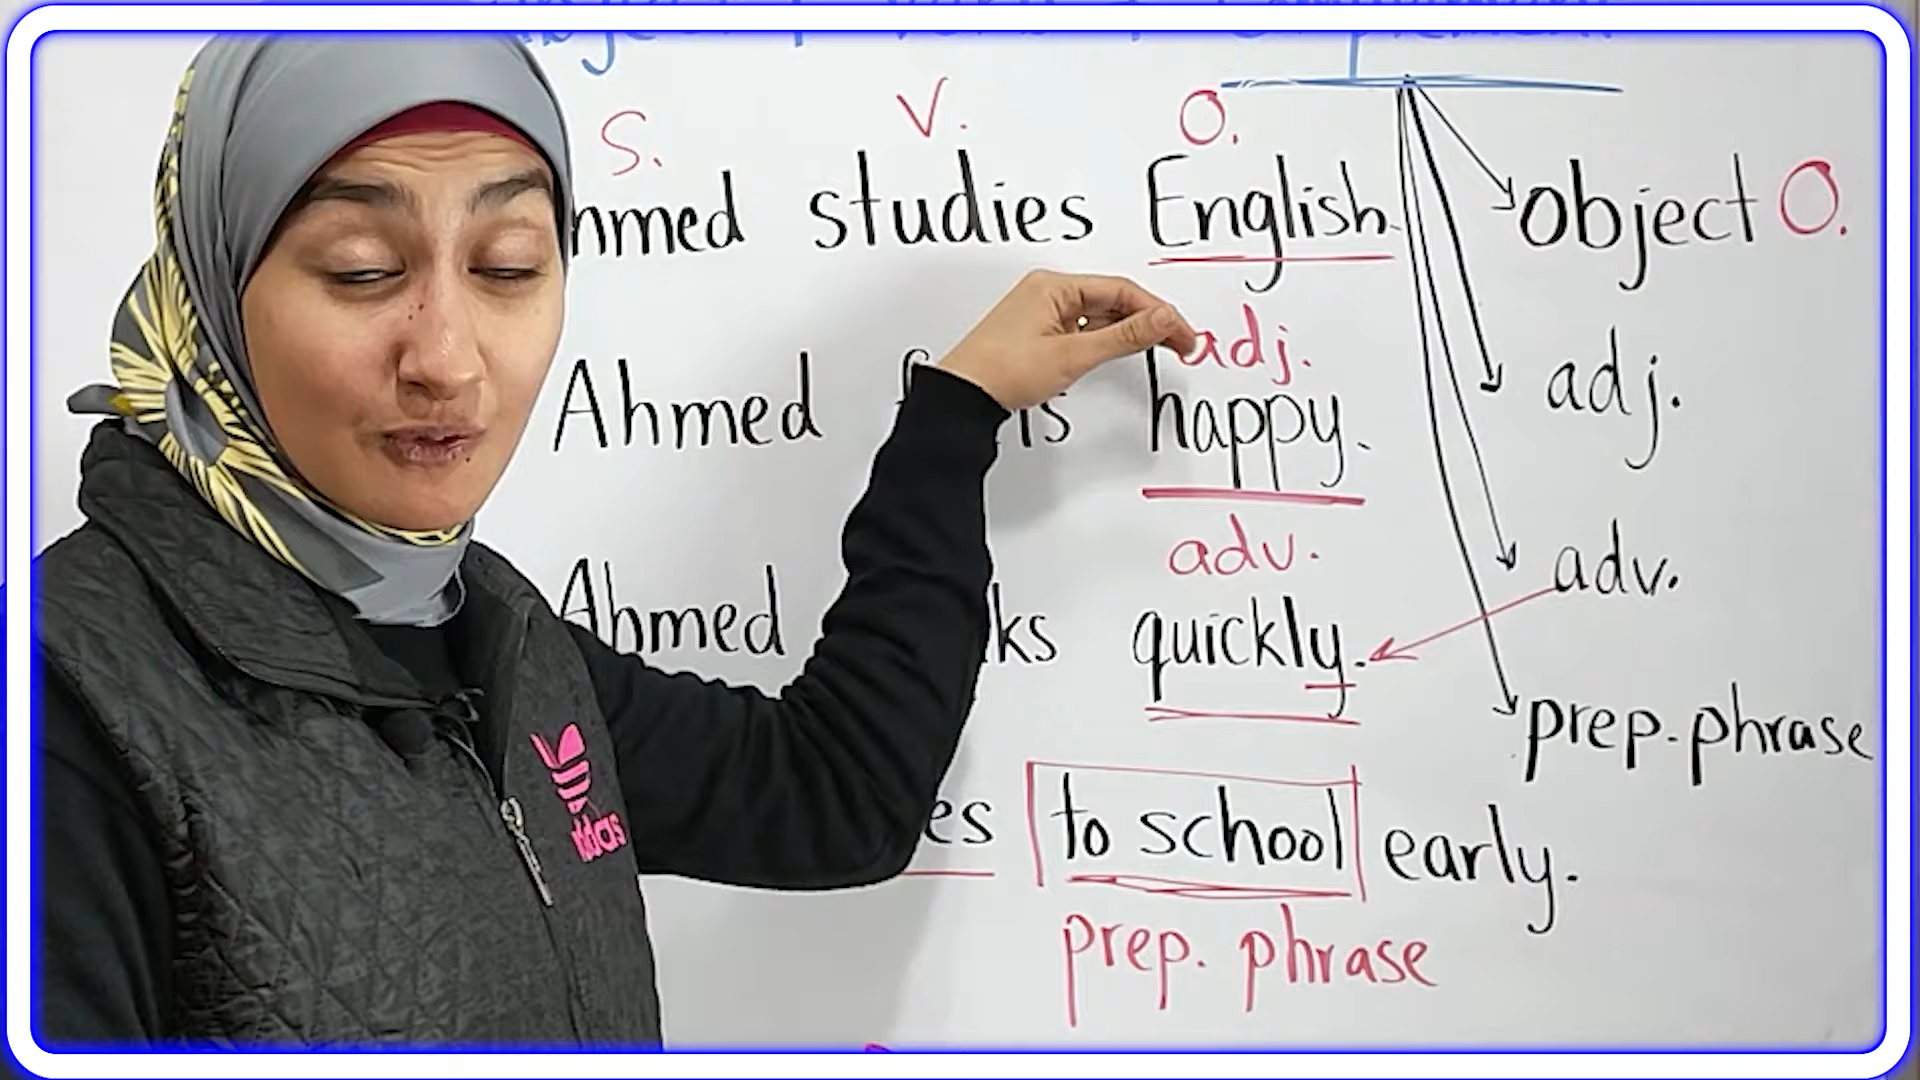 S. V. O.
hmed studies English. object O.
adj.
Ahmed is happy. adj.
adv.
Ahmed ks quickly. adv.
prep. phrase
es to school early.
prep. phrase
adidas